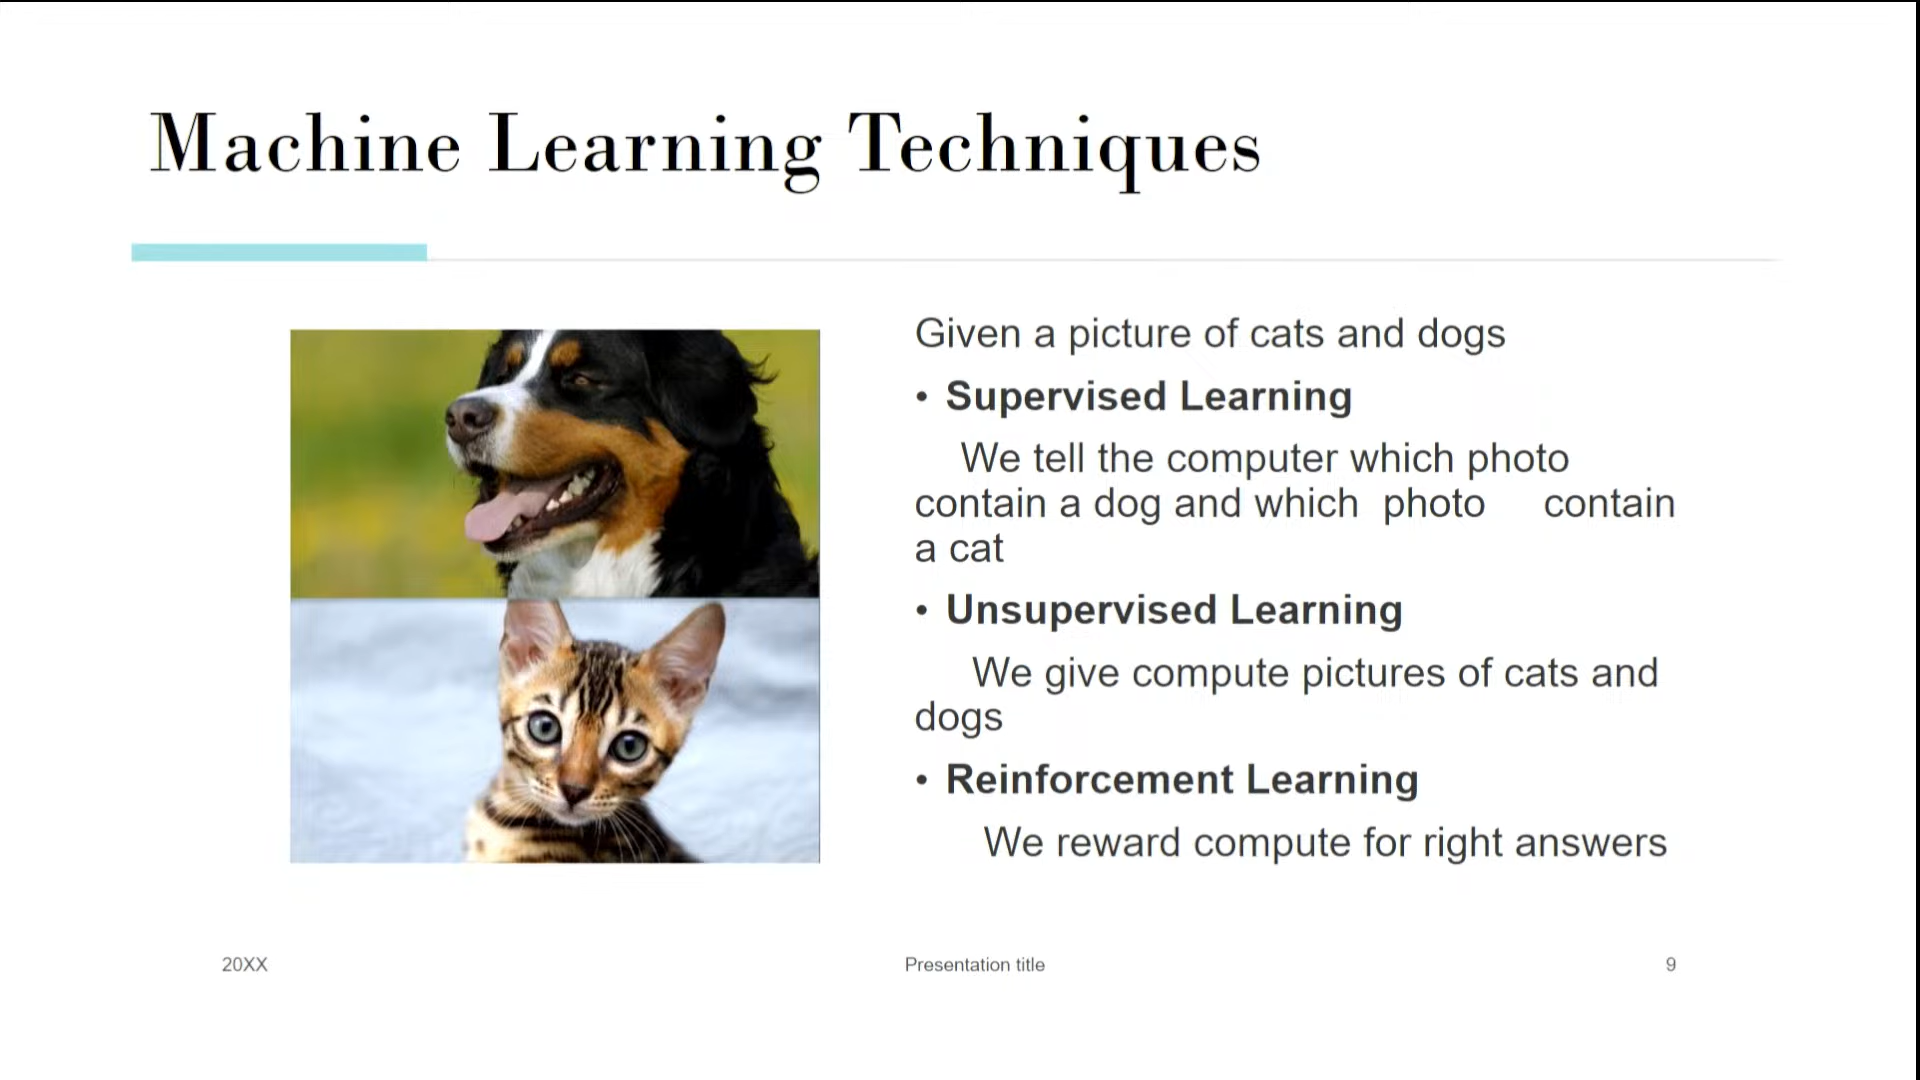 Machine Learning Techniques
Given a picture of cats and dogs
• Supervised Learning
We tell the computer which photo
contain a dog and which photo contain
a cat
• Unsupervised Learning
We give compute pictures of cats and
dogs
• Reinforcement Learning
We reward compute for right answers
20XX
Presentation title
9